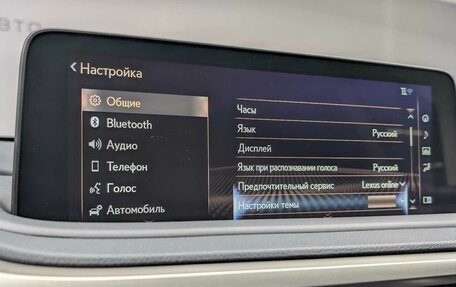 Настройка
Общие
Bluetooth
Аудио
Телефон
Голос
Автомобиль
Часы
Язык Русский
Дисплей
Язык при распознавании голоса Русский
Предпочтительный сервис Lexus online
Настройки темы